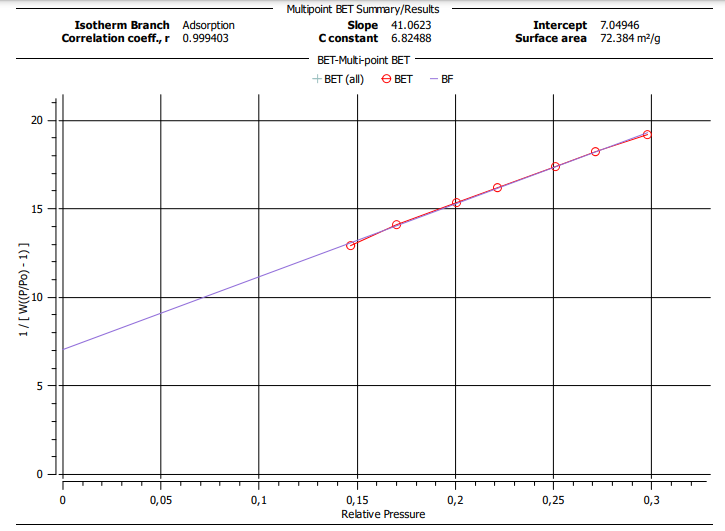 Multipoint BET Summary/Results
Isotherm Branch Adsorption Slope 41.0623 Intercept 7.04946
Correlation coeff., r 0.999403 C constant 6.82488 Surface area 72.384 m²/g
BET-Multi-point BET
BET (all) BET BF
20
15
10
5
0
1 / [ W((P/Po) - 1) ]
0 0,05 0,1 0,15 0,2 0,25 0,3
Relative Pressure